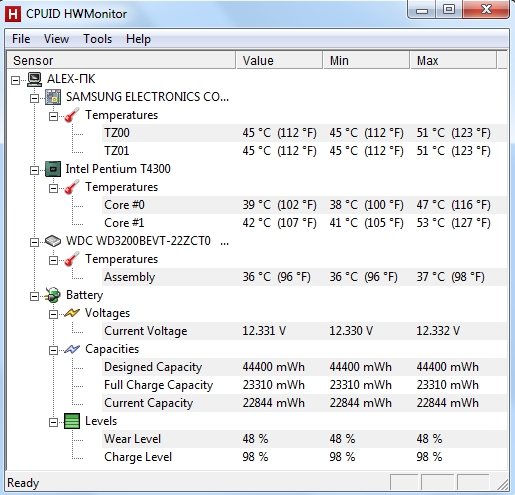 H CPUID HWMonitor
File View Tools Help
Sensor Value Min Max
ALEX-ПК
SAMSUNG ELECTRONICS CO...
Temperatures
TZ00 45 °C (112 °F) 45 °C (112 °F) 51 °C (123 °F)
TZ01 45 °C (112 °F) 45 °C (112 °F) 51 °C (123 °F)
Intel Pentium T4300
Temperatures
Core #0 39 °C (102 °F) 38 °C (100 °F) 47 °C (116 °F)
Core #1 42 °C (107 °F) 41 °C (105 °F) 53 °C (127 °F)
WDC WD3200BEVT-22ZCT0 ...
Temperatures
Assembly 36 °C (96 °F) 36 °C (96 °F) 37 °C (98 °F)
Battery
Voltages
Current Voltage 12.331 V 12.330 V 12.332 V
Capacities
Designed Capacity 44400 mWh 44400 mWh 44400 mWh
Full Charge Capacity 23310 mWh 23310 mWh 23310 mWh
Current Capacity 22844 mWh 22844 mWh 22844 mWh
Levels
Wear Level 48 % 48 % 48 %
Charge Level 98 % 98 % 98 %
Ready